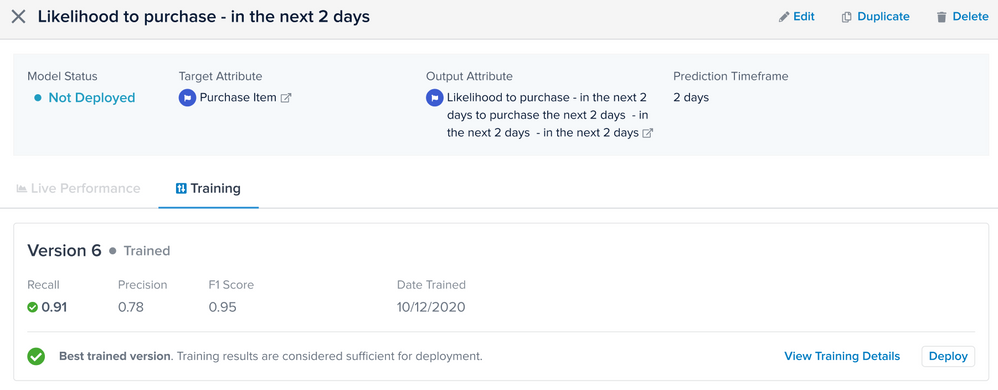 Likelihood to purchase - in the next 2 days
Edit
Duplicate
Delete
Model Status
Target Attribute
Output Attribute
Prediction Timeframe
Not Deployed
Purchase Item
Likelihood to purchase - in the next 2
days to purchase the next 2 days - in
the next 2 days - in the next 2 days
2 days
Live Performance
Training
Version 6 Trained
Recall
Precision
F1 Score
Date Trained
0.91
0.78
0.95
10/12/2020
Best trained version. Training results are considered sufficient for deployment.
View Training Details
Deploy